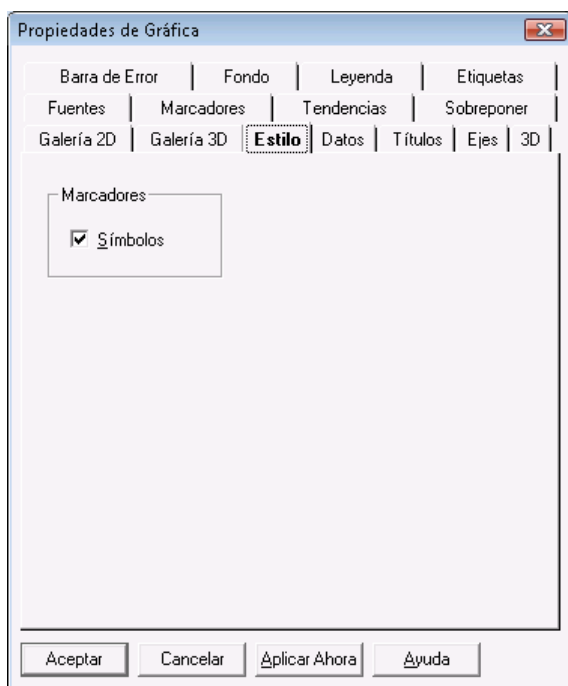 Propiedades de Gráfica
Barra de Error Fondo Leyenda Etiquetas
Fuentes Marcadores Tendencias Sobreponer
Galería 2D Galería 3D Estilo Datos Títulos Ejes 3D
Marcadores
Símbolos
Aceptar Cancelar Aplicar Ahora Ayuda